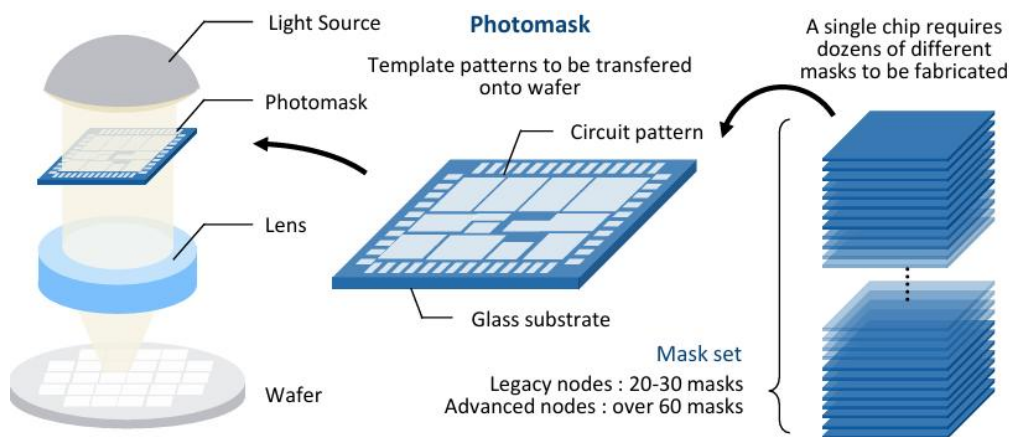 Light Source
Photomask
Lens
Wafer
Photomask
Template patterns to be transfered
onto wafer
Circuit pattern
Glass substrate
A single chip requires
dozens of different
masks to be fabricated
Mask set
Legacy nodes : 20-30 masks
Advanced nodes : over 60 masks